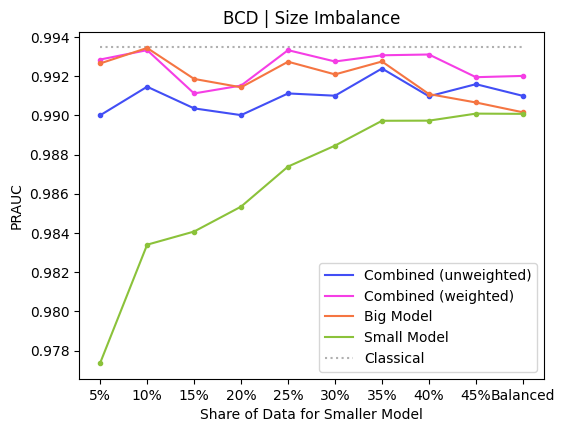 BCD | Size Imbalance
PRAUC
0.994
0.992
0.990
0.988
0.986
0.984
0.982
0.980
0.978
Combined (unweighted)
Combined (weighted)
Big Model
Small Model
Classical
5% 10% 15% 20% 25% 30% 35% 40% 45% Balanced
Share of Data for Smaller Model